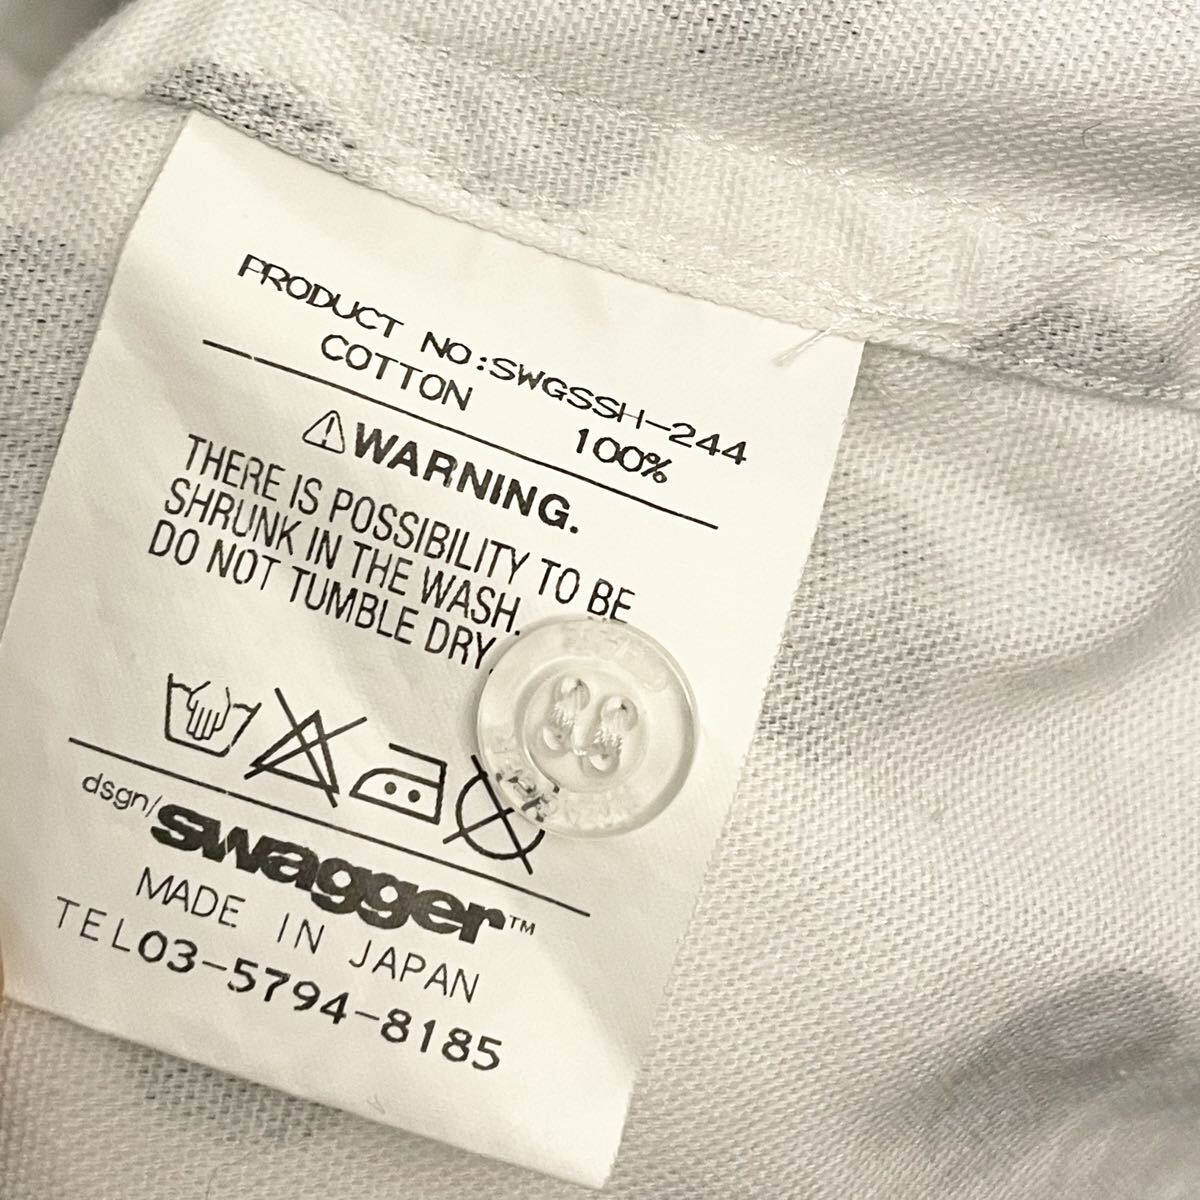 PRODUCT NO:SWGSSH-244
COTTON 100%
WARNING.
THERE IS POSSIBILITY TO BE
SHRUNK IN THE WASH.
DO NOT TUMBLE DRY.
dsgn/swagger™
MADE IN JAPAN
TEL03-5794-8185